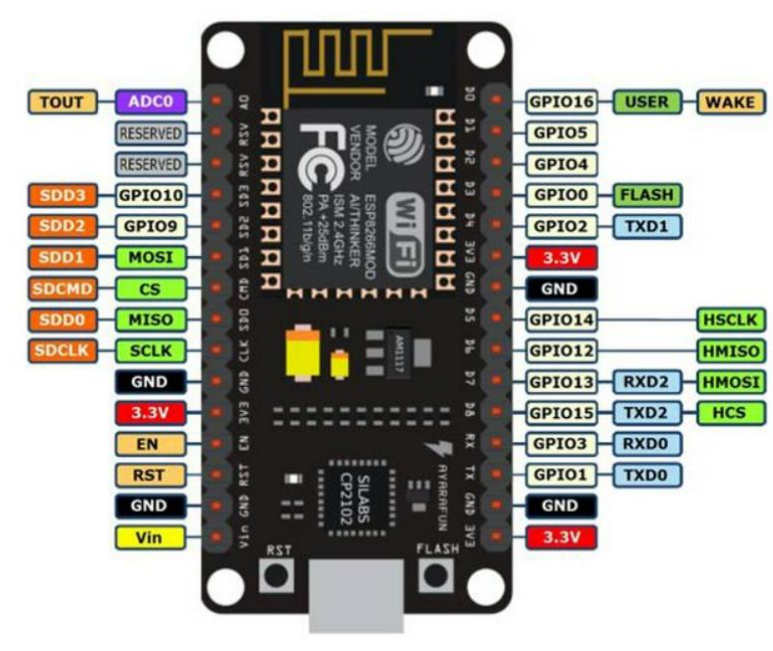 TOUT ADC0 A0 D0 GPIO16 USER WAKE
RESERVED RSV D1 GPIO5
RESERVED RSV D2 GPIO4
SDD3 GPIO10 SD3 D3 GPIO0 FLASH
SDD2 GPIO9 SD2 D4 GPIO2 TXD1
SDD1 MOSI SD1 3V3 3.3V
SDCMD CS CMD GND GND
SDD0 MISO SD0 D5 GPIO14 HSCLK
SDCLK SCLK CLK D6 GPIO12 HMISO
GND GND D7 GPIO13 RXD2 HMOSI
3.3V 3V3 D8 GPIO15 TXD2 HCS
EN EN RX GPIO3 RXD0
RST RST TX GPIO1 TXD0
GND GND GND GND
Vin Vin 3V3 3.3V
MODEL ESP8266MOD
VENDOR AI/THINKER
ISM 2.4GHz
PA +25dBm
802.11b/g/n
FC
WiFi
AM1117
SILABS
CP2102
AYARAFUN
RST
FLASH